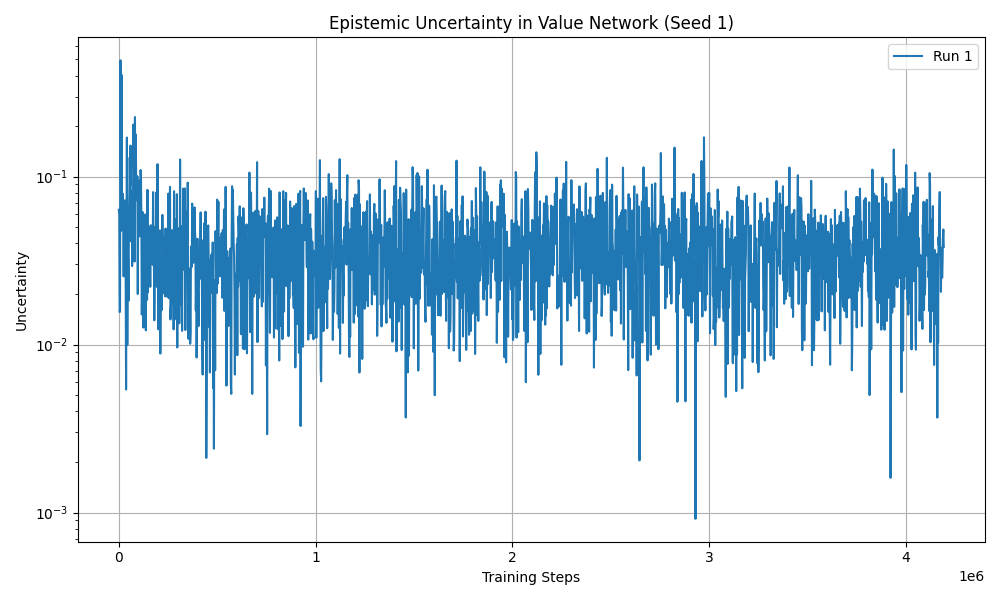 Epistemic Uncertainty in Value Network (Seed 1)
Run 1
Uncertainty
10⁻¹
10⁻²
10⁻³
0 1 2 3 4
1e6
Training Steps